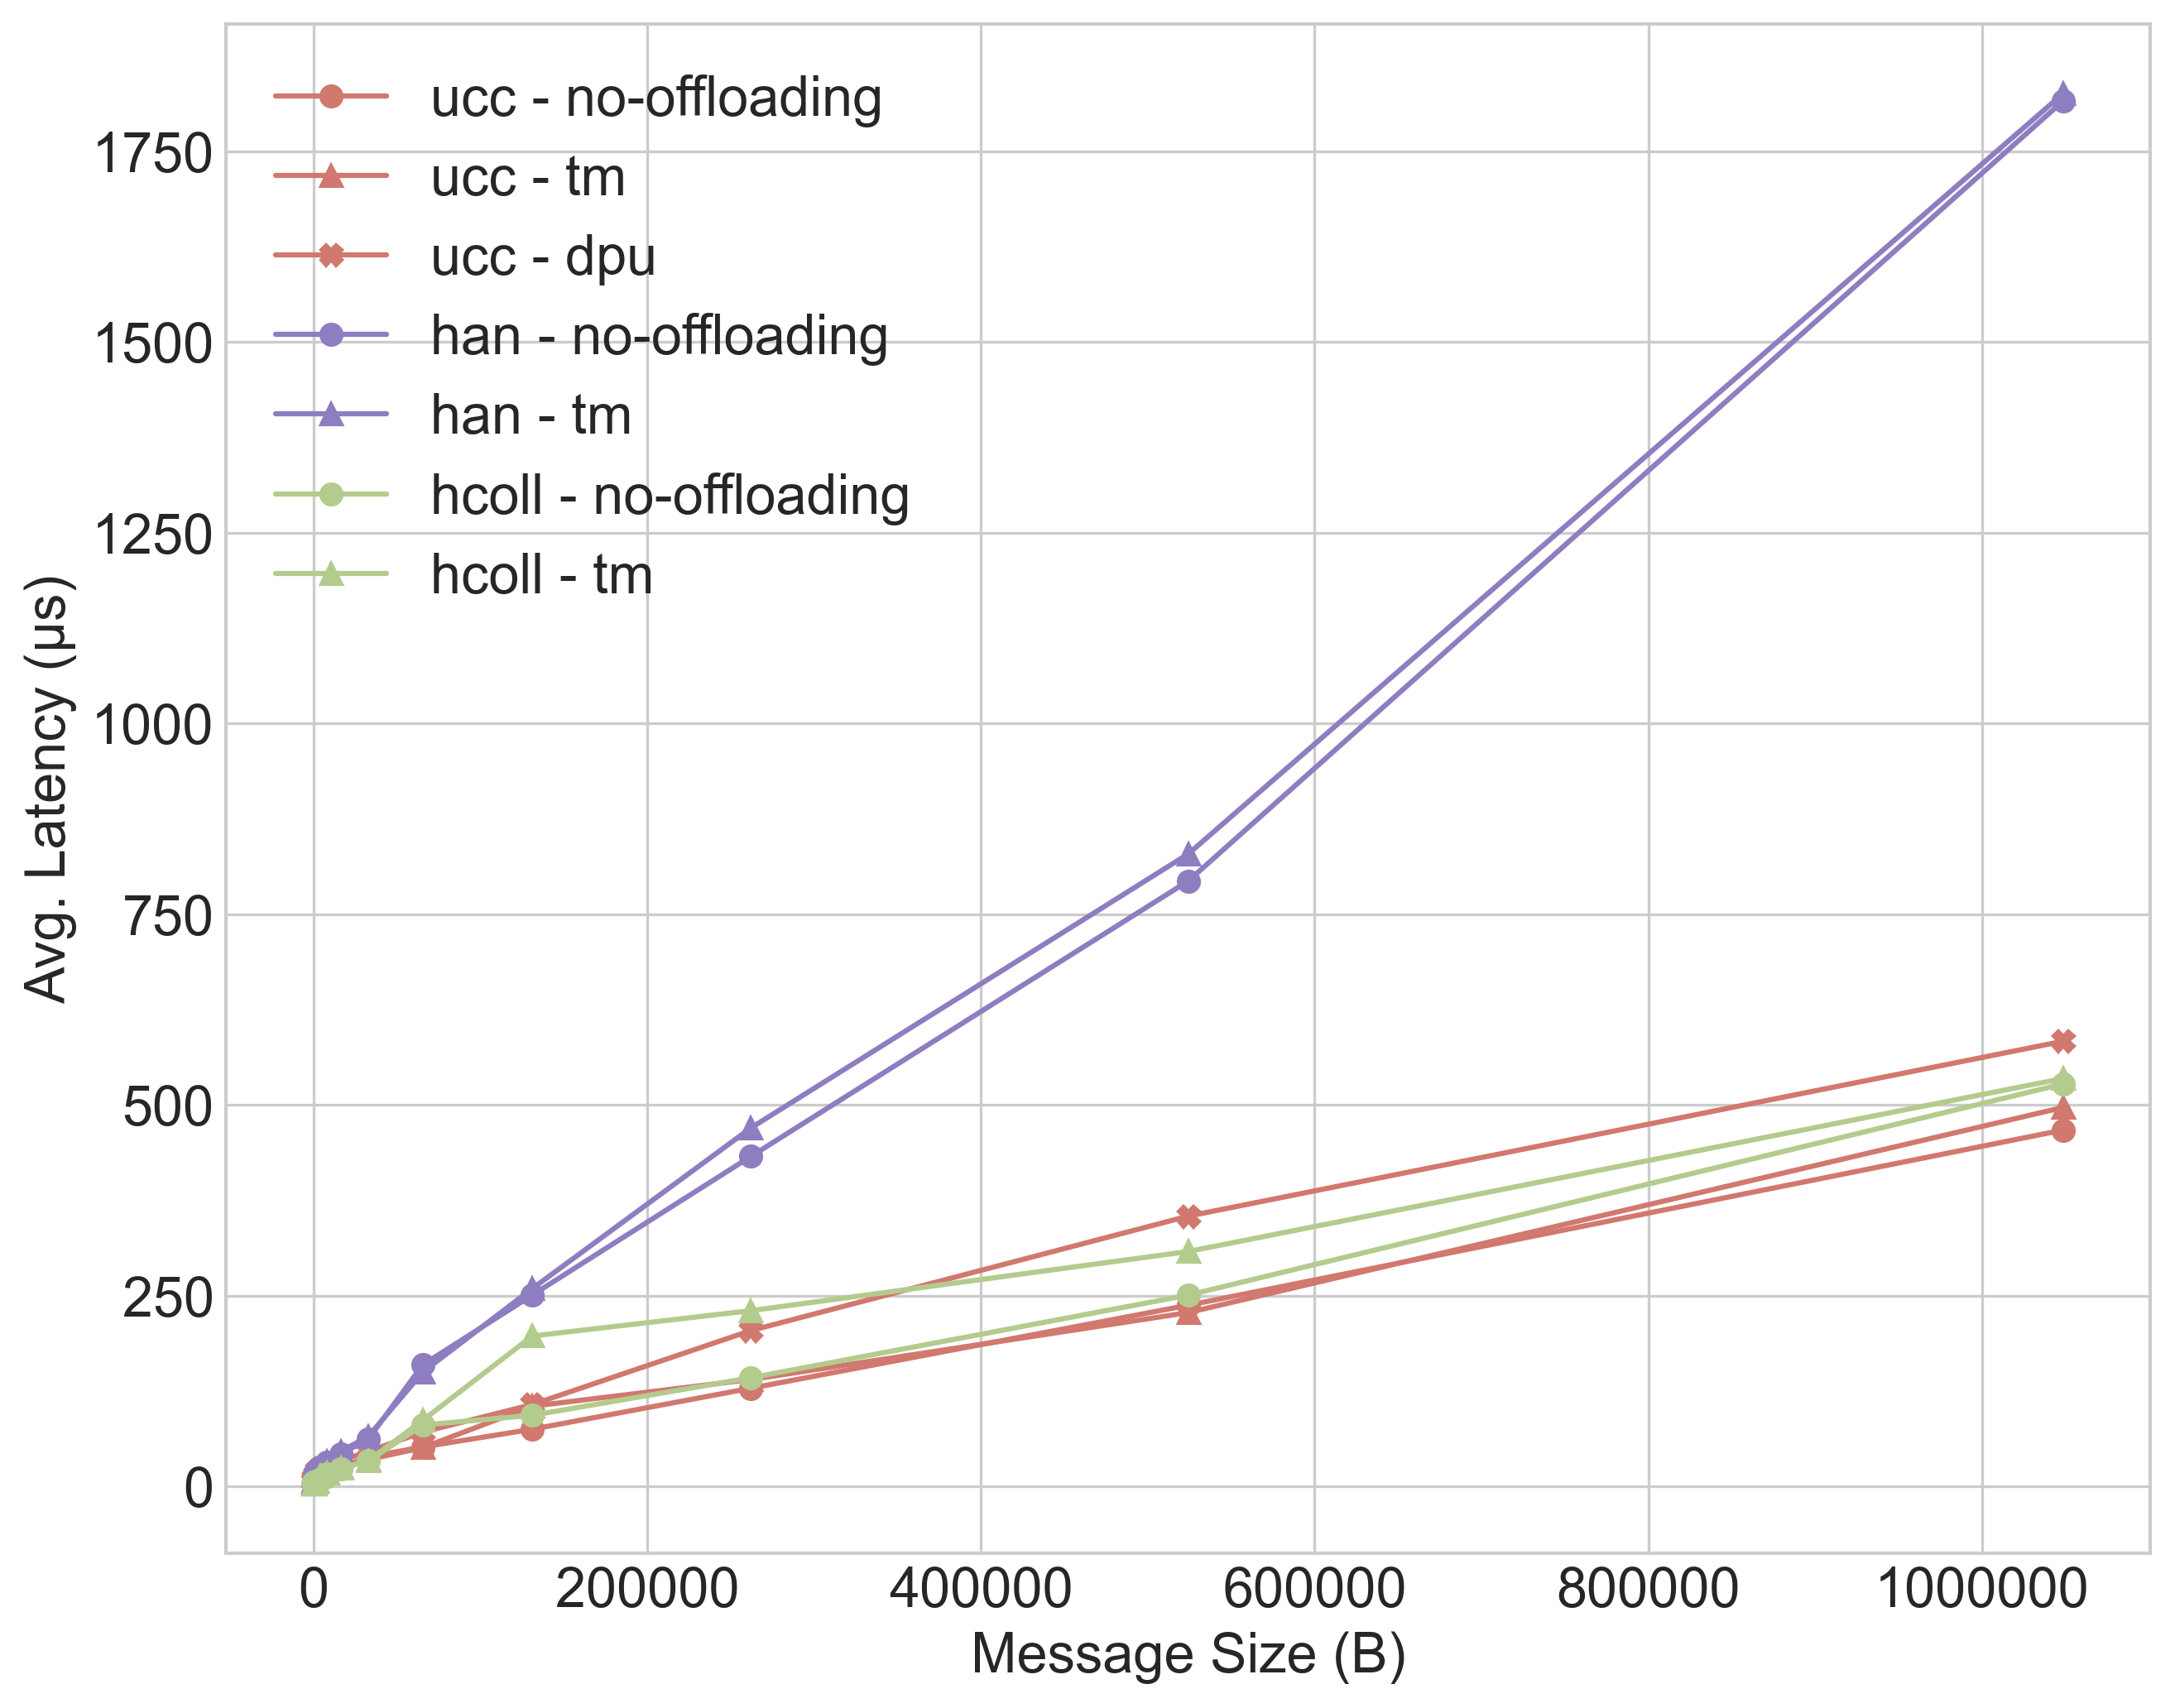 ucc - no-offloading
ucc - tm
ucc - dpu
han - no-offloading
han - tm
hcoll - no-offloading
hcoll - tm
1750
1500
1250
1000
750
500
250
0
Avg. Latency (µs)
0 200000 400000 600000 800000 1000000
Message Size (B)